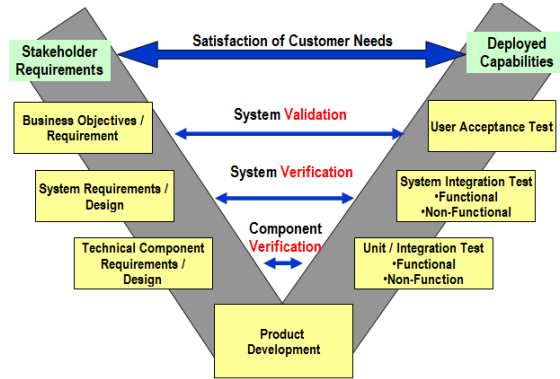 Stakeholder
Requirements
Satisfaction of Customer Needs
Deployed
Capabilities
Business Objectives /
Requirement
System Validation
User Acceptance Test
System Requirements /
Design
System Verification
System Integration Test
•Functional
•Non-Functional
Technical Component
Requirements /
Design
Component
Verification
Unit / Integration Test
•Functional
•Non-Function
Product
Development